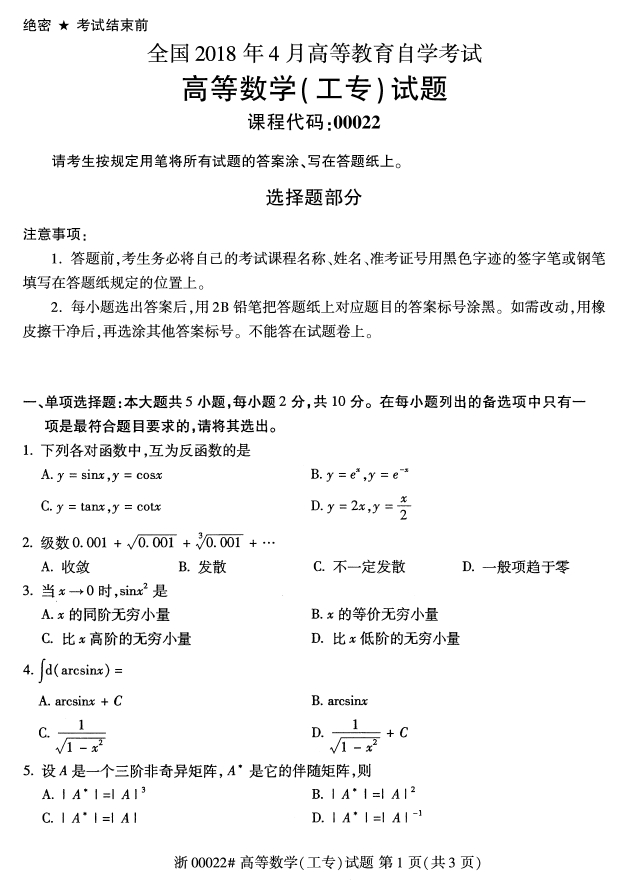 绝密 ★ 考试结束前
全国 2018 年 4 月高等教育自学考试
高等数学(工专)试题
课程代码:00022
请考生按规定用笔将所有试题的答案涂、写在答题纸上。
选择题部分
注意事项:
1. 答题前,考生务必将自己的考试课程名称、姓名、准考证号用黑色字迹的签字笔或钢笔
填写在答题纸规定的位置上。
2. 每小题选出答案后,用 2B 铅笔把答题纸上对应题目的答案标号涂黑。如需改动,用橡
皮擦干净后,再选涂其他答案标号。不能答在试题卷上。
一、单项选择题:本大题共 5 小题,每小题 2 分,共 10 分。在每小题列出的备选项中只有一
项是最符合题目要求的,请将其选出。
1. 下列各对函数中,互为反函数的是
A. y = sinx, y = cosx B. y = eˣ, y = e⁻ˣ
C. y = tanx, y = cotx D. y = 2x, y = x/2
2. 级数 0.001 + √0.001 + ∛0.001 + ⋯
A. 收敛 B. 发散 C. 不一定发散 D. 一般项趋于零
3. 当 x → 0 时, sinx² 是
A. x 的同阶无穷小量 B. x 的等价无穷小量
C. 比 x 高阶的无穷小量 D. 比 x 低阶的无穷小量
4. ∫d(arcsinx) =
A. arcsinx + C B. arcsinx
C. 1/√(1 - x²) D. 1/√(1 - x²) + C
5. 设 A 是一个三阶非奇异矩阵, A* 是它的伴随矩阵,则
A. | A* |=| A |³ B. | A* |=| A |²
C. | A* |=| A | D. | A* |=| A |⁻¹
浙 00022# 高等数学(工专)试题 第 1 页(共 3 页)